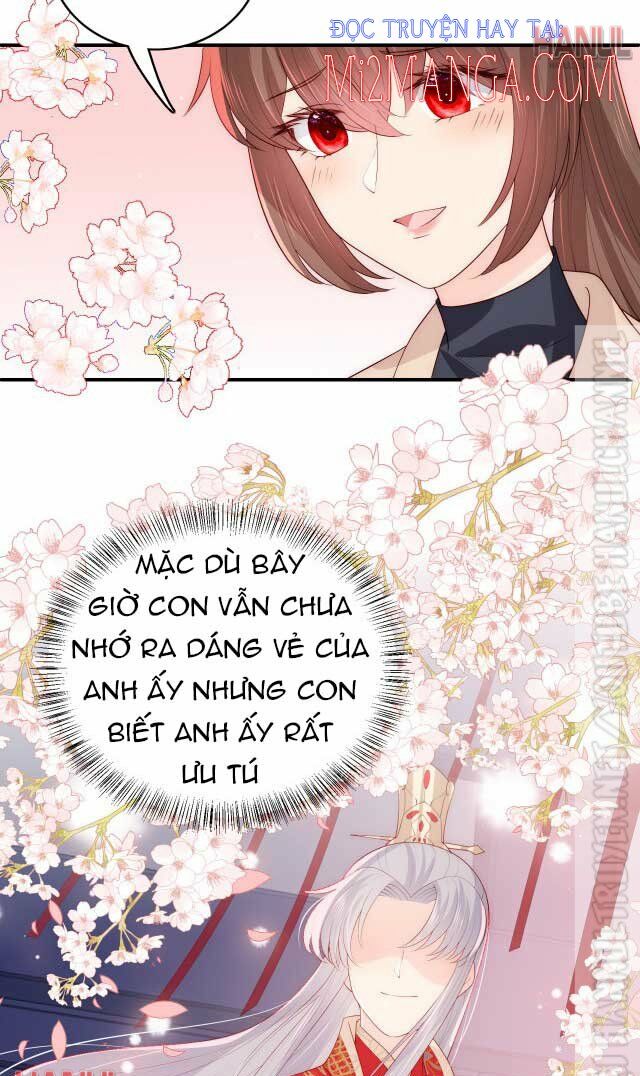 ĐỌC TRUYỆN HAY TẠI:
HANUL
MI2MANGA.COM
MẶC DÙ BÂY
GIỜ CON VẪN CHƯA
NHỚ RA DÁNG VẺ CỦA
ANH ẤY NHƯNG CON
BIẾT ANH ẤY RẤT
ƯU TÚ